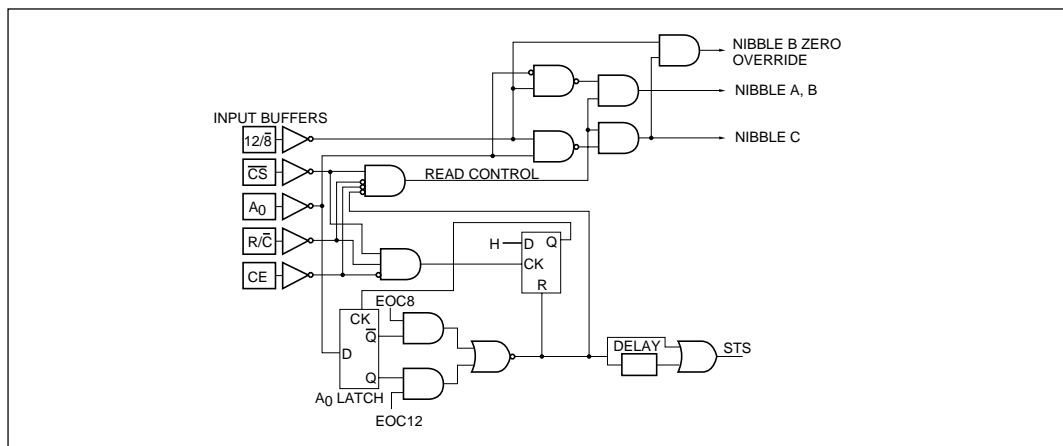 NIBBLE B ZERO
OVERRIDE
NIBBLE A, B
INPUT BUFFERS
12/8̅
NIBBLE C
C̅S̅
READ CONTROL
A₀
R/C̅
H
D
Q
CK
CE
R
EOC8
CK
Q̅
D
DELAY
STS
Q
A₀ LATCH
EOC12